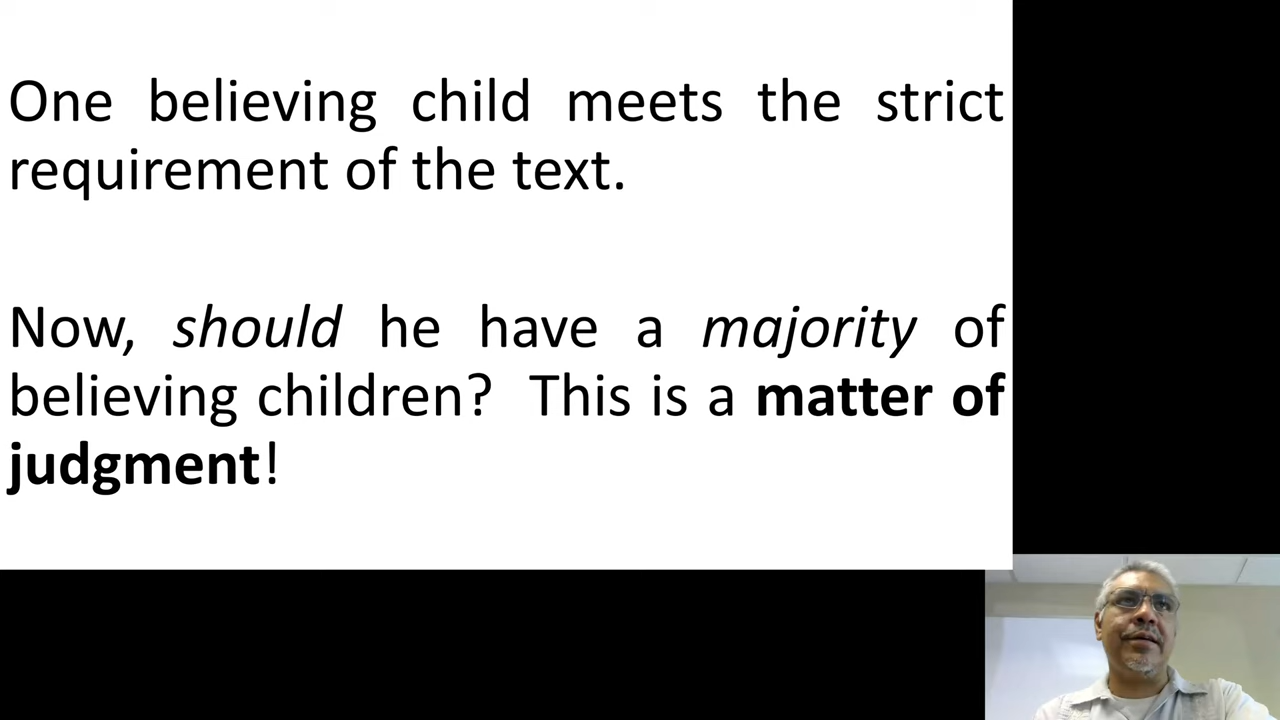 One believing child meets the strict
requirement of the text.
Now, should he have a majority of
believing children? This is a matter of
judgment!